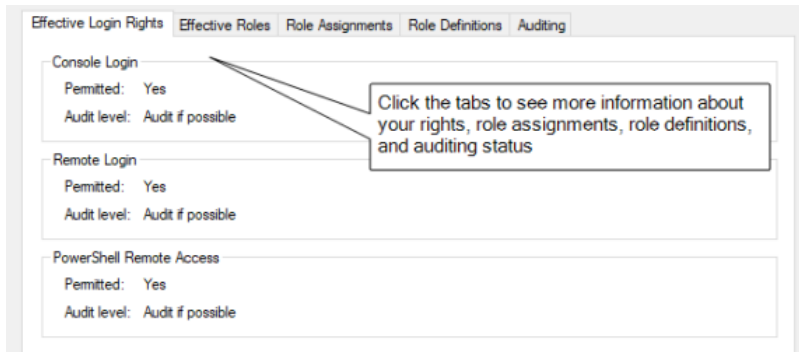 Effective Login Rights Effective Roles Role Assignments Role Definitions Auditing
Console Login
Permitted: Yes
Audit level: Audit if possible
Click the tabs to see more information about
your rights, role assignments, role definitions,
and auditing status
Remote Login
Permitted: Yes
Audit level: Audit if possible
PowerShell Remote Access
Permitted: Yes
Audit level: Audit if possible